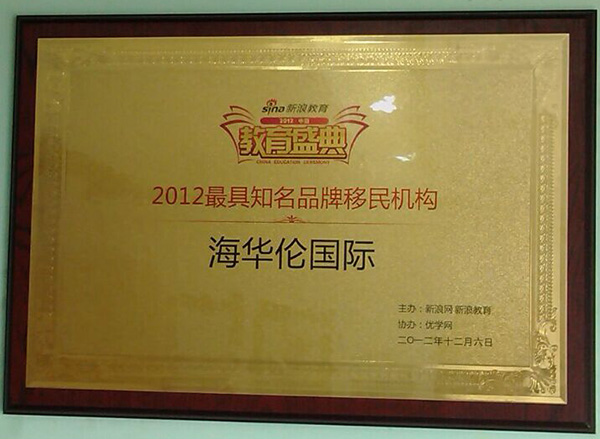 sina新浪教育
2012 中国
教育盛典
CHINA EDUCATION CEREMONY
2012最具知名品牌移民机构
海华伦国际
主办：新浪网 新浪教育
协办：优学网
二〇一二年十二月六日